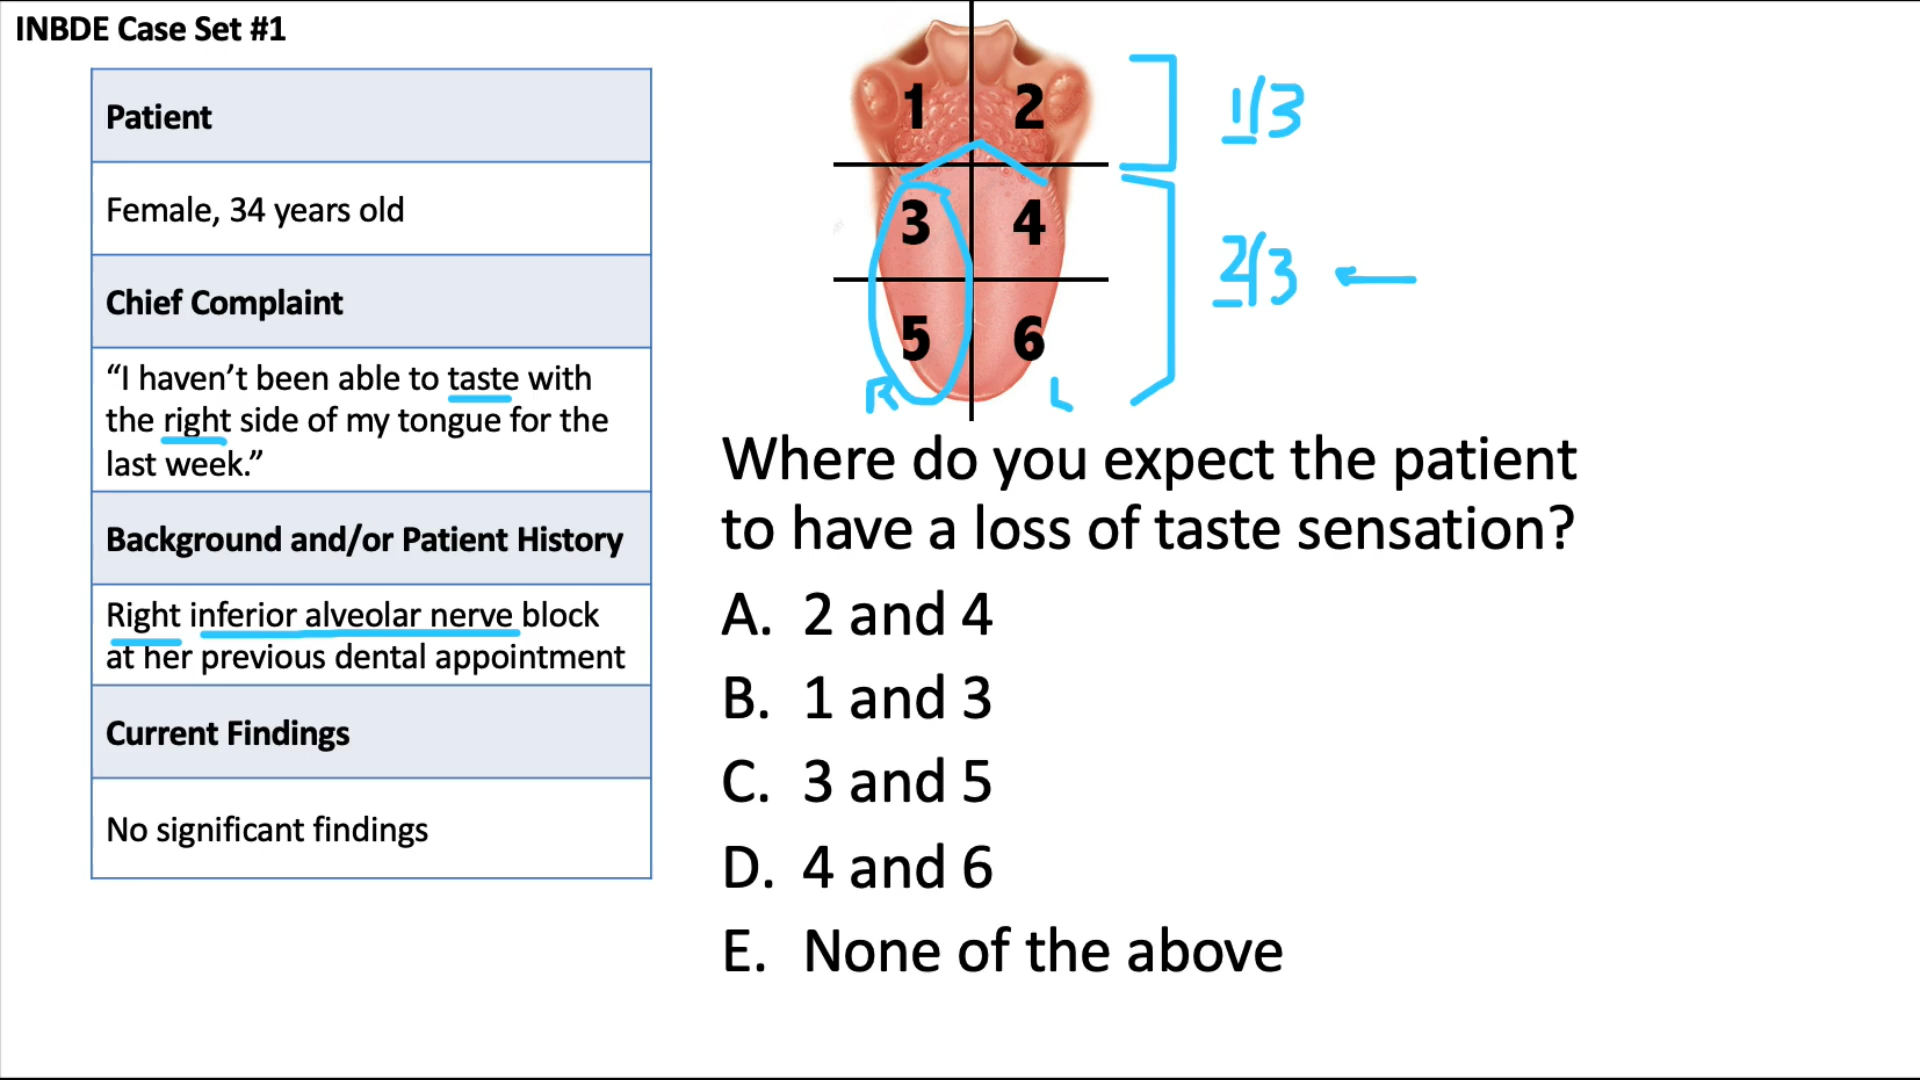 INBDE Case Set #1
Patient
Female, 34 years old
Chief Complaint
“I haven’t been able to taste with
the right side of my tongue for the
last week.”
Background and/or Patient History
Right inferior alveolar nerve block
at her previous dental appointment
Current Findings
No significant findings
1 2
3 4
5 6
R L
1/3
2/3
Where do you expect the patient
to have a loss of taste sensation?
A. 2 and 4
B. 1 and 3
C. 3 and 5
D. 4 and 6
E. None of the above